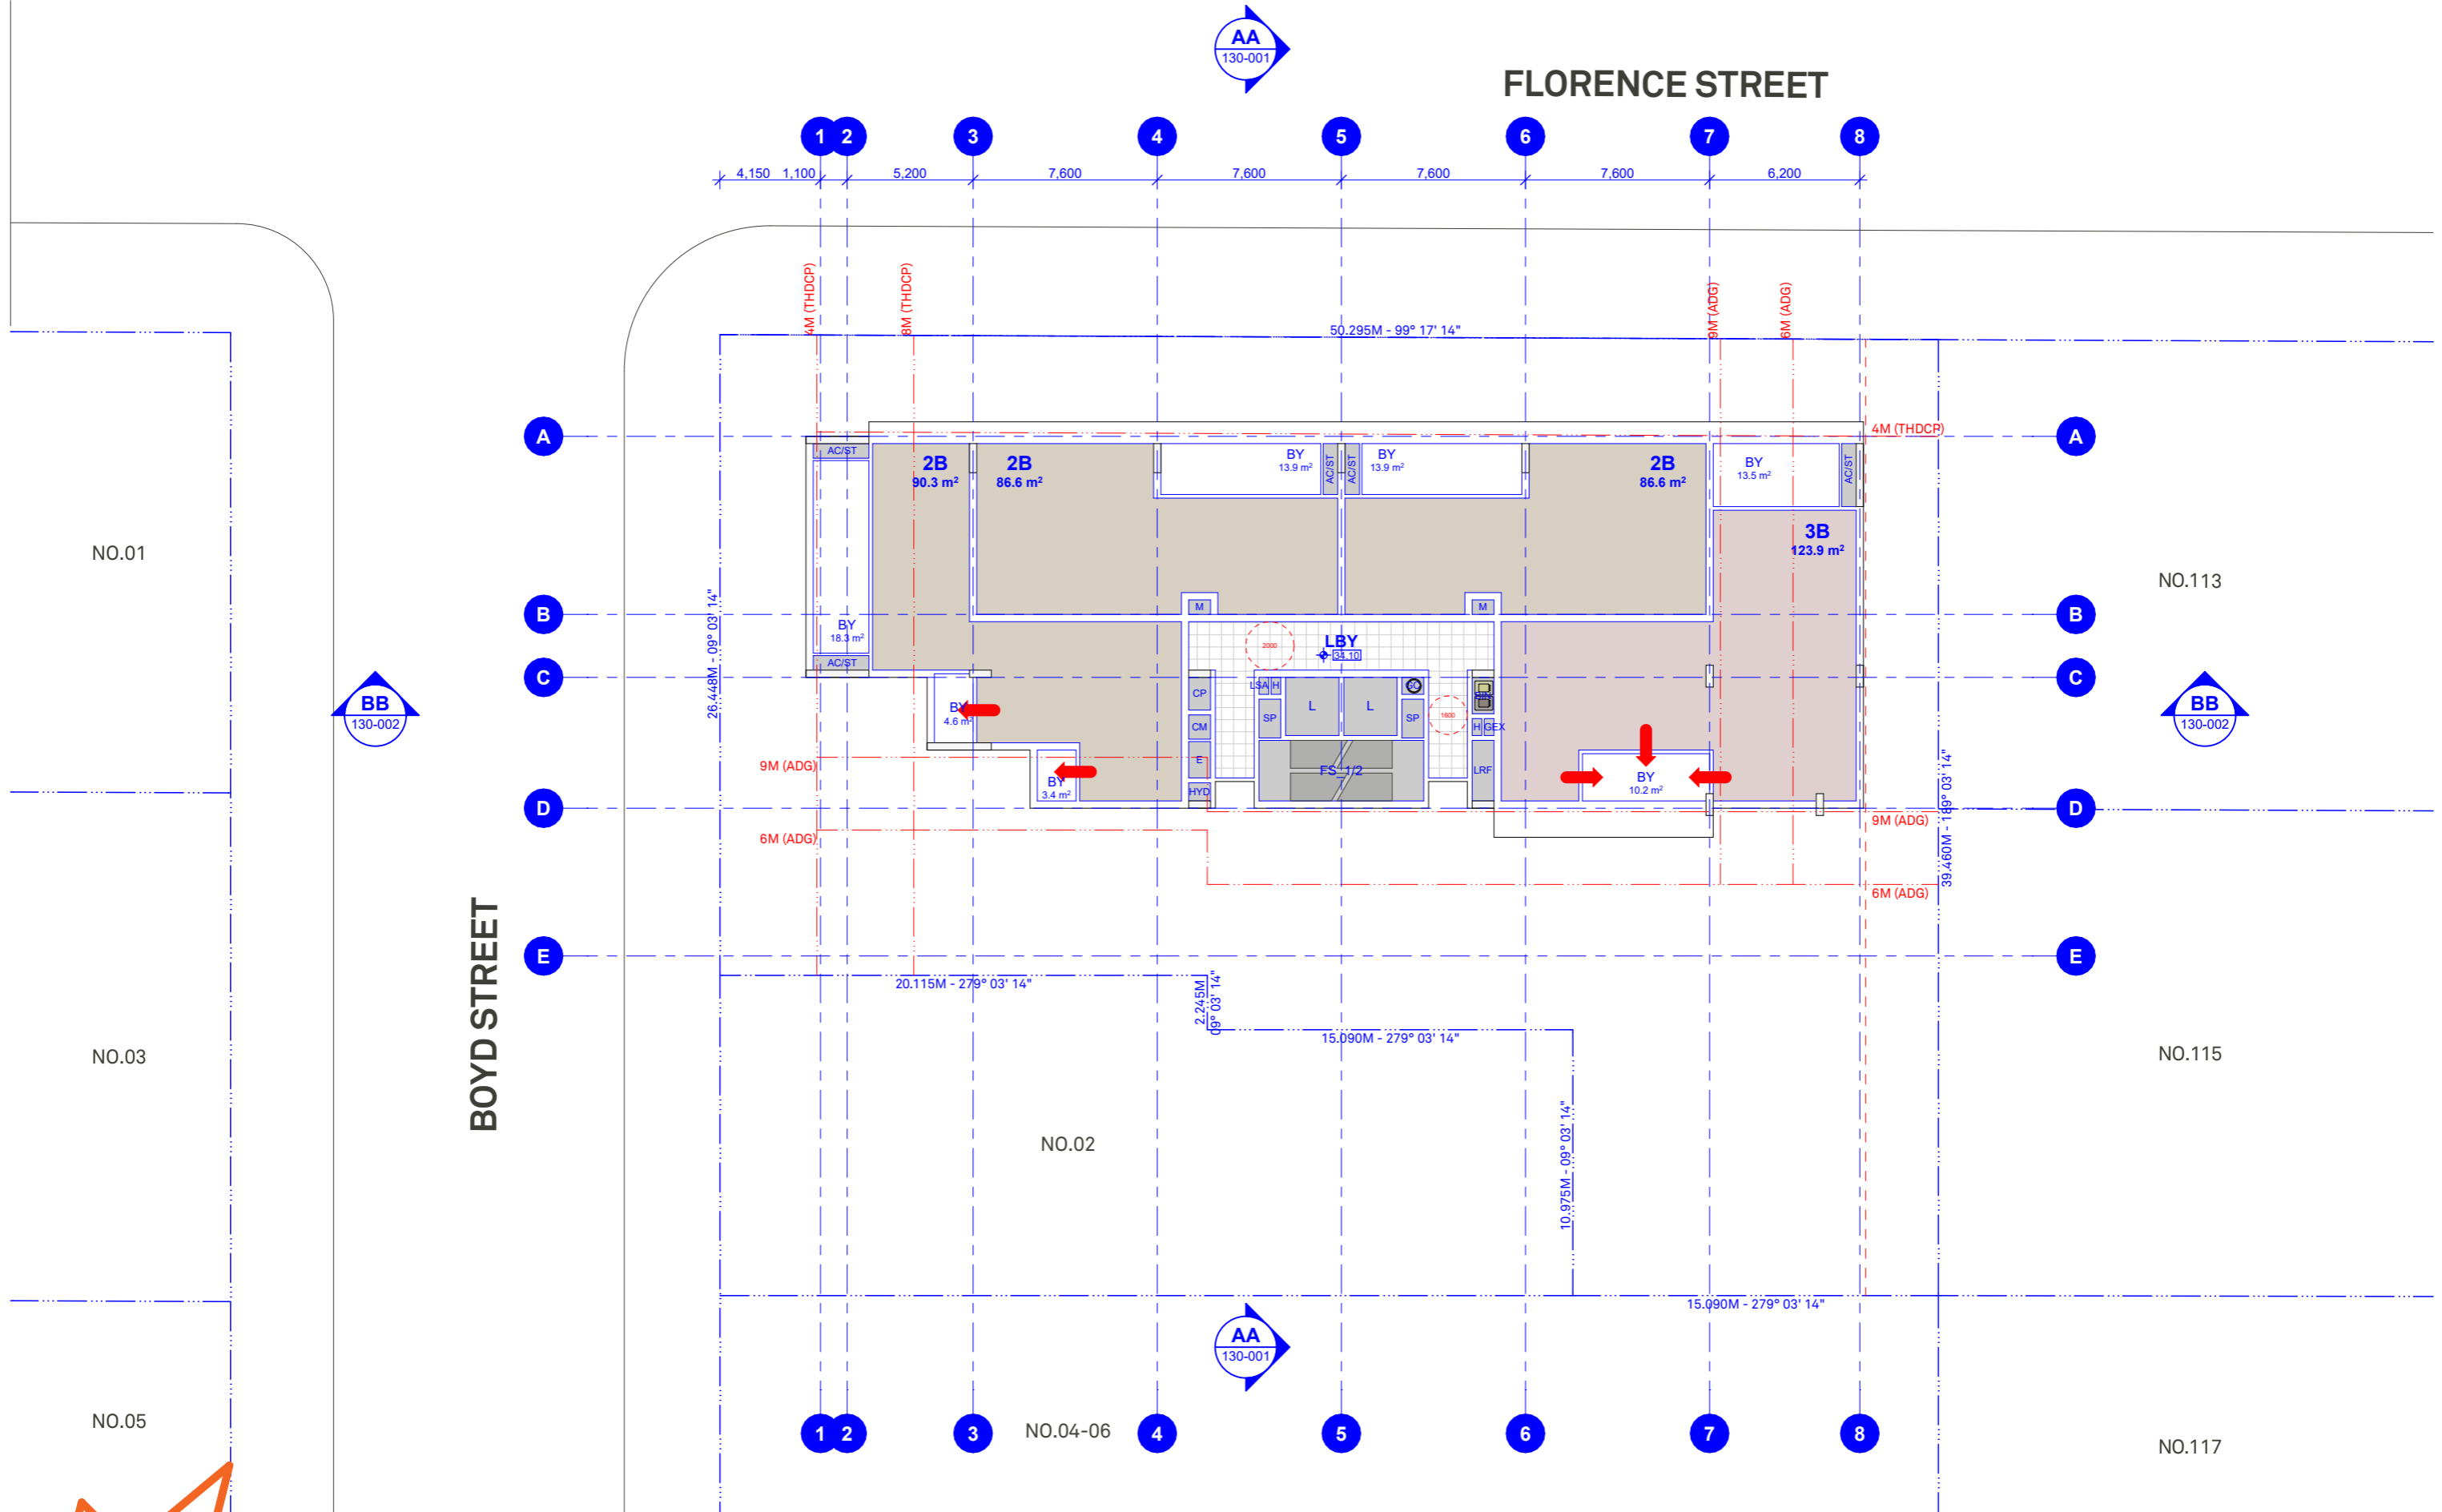 AA
130-001
FLORENCE STREET
1 2 3 4 5 6 7 8
4,150 1,100 5,200 7,600 7,600 7,600 7,600 6,200
4M (THDCP)
8M (THDCP)
9M (ADG)
6M (ADG)
50.295M - 99° 17' 14"
A
A
4M (THDCP)
AC/ST
2B
90.3 m²
2B
86.6 m²
BY
13.9 m²
AC/ST
AC/ST
BY
13.9 m²
2B
86.6 m²
BY
13.5 m²
AC/ST
3B
123.9 m²
NO.01
NO.113
B
B
M
M
BY
18.3 m²
AC/ST
LBY
34.10
2000
26.448M - 09° 03' 14"
C
C
BB
130-002
BB
130-002
BY
4.6 m²
CP
LSA H
L
L
SP
SP
CM
1600
H GEX
E
FS_1/2
LRF
HYD
9M (ADG)
BY
3.4 m²
BY
10.2 m²
D
D
9M (ADG)
6M (ADG)
6M (ADG)
39.460M - 189° 03' 14"
BOYD STREET
E
E
20.115M - 279° 03' 14"
2.245M
09° 03' 14"
15.090M - 279° 03' 14"
NO.03
NO.115
NO.02
10.975M - 09° 03' 14"
15.090M - 279° 03' 14"
AA
130-001
NO.05
NO.04-06
NO.117
1 2 3 4 5 6 7 8